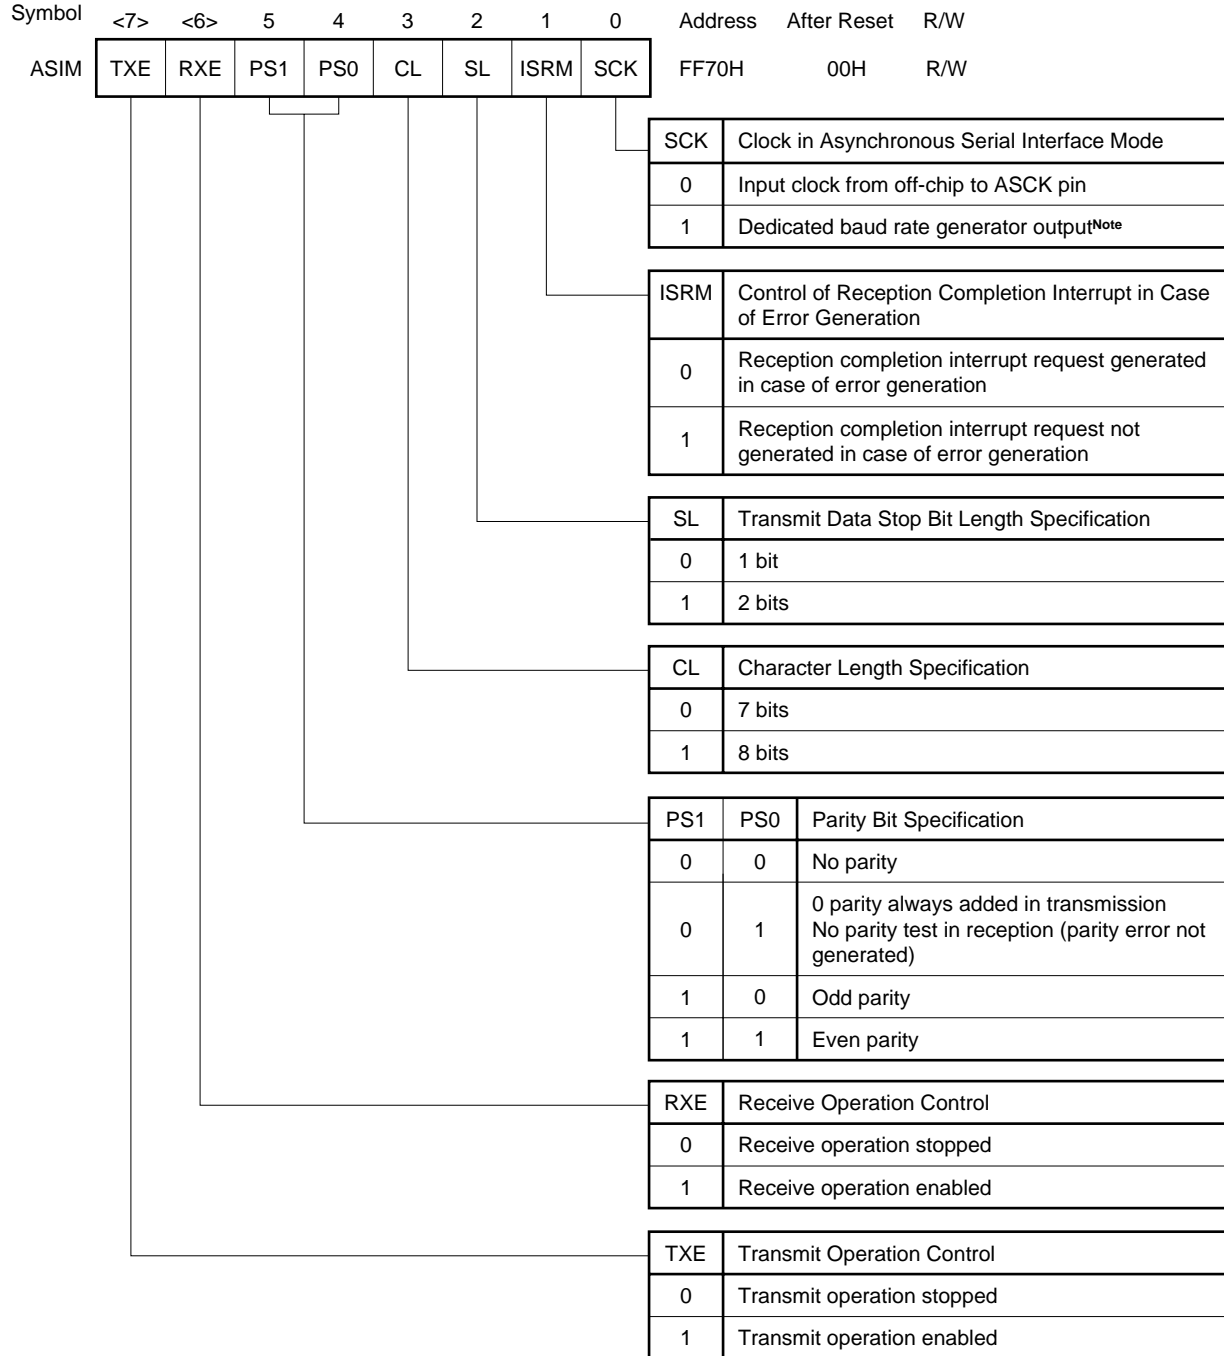 Symbol <7> <6> 5 4 3 2 1 0 Address After Reset R/W
ASIM TXE RXE PS1 PS0 CL SL ISRM SCK FF70H 00H R/W
SCK Clock in Asynchronous Serial Interface Mode
0 Input clock from off-chip to ASCK pin
1 Dedicated baud rate generator outputNote
ISRM Control of Reception Completion Interrupt in Case
of Error Generation
0 Reception completion interrupt request generated
in case of error generation
1 Reception completion interrupt request not
generated in case of error generation
SL Transmit Data Stop Bit Length Specification
0 1 bit
1 2 bits
CL Character Length Specification
0 7 bits
1 8 bits
PS1 PS0 Parity Bit Specification
0 0 No parity
0 1 0 parity always added in transmission
No parity test in reception (parity error not
generated)
1 0 Odd parity
1 1 Even parity
RXE Receive Operation Control
0 Receive operation stopped
1 Receive operation enabled
TXE Transmit Operation Control
0 Transmit operation stopped
1 Transmit operation enabled